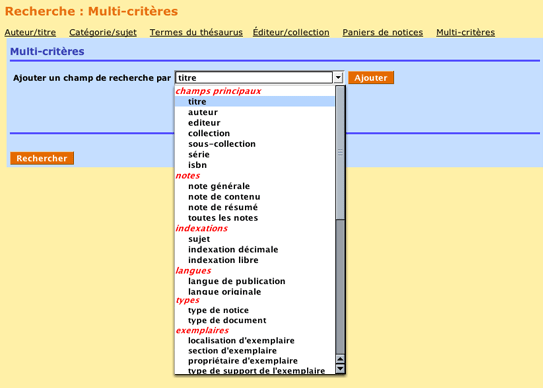 Recherche : Multi-critères
Auteur/titre Catégorie/sujet Termes du thésaurus Éditeur/collection Paniers de notices Multi-critères
Multi-critères
Ajouter un champ de recherche par titre Ajouter
champs principaux
titre
auteur
editeur
collection
sous-collection
série
isbn
notes
note générale
note de contenu
note de résumé
toutes les notes
indexations
sujet
indexation décimale
indexation libre
langues
langue de publication
langue originale
types
type de notice
type de document
exemplaires
localisation d'exemplaire
section d'exemplaire
propriétaire d'exemplaire
type de support de l'exemplaire
Rechercher